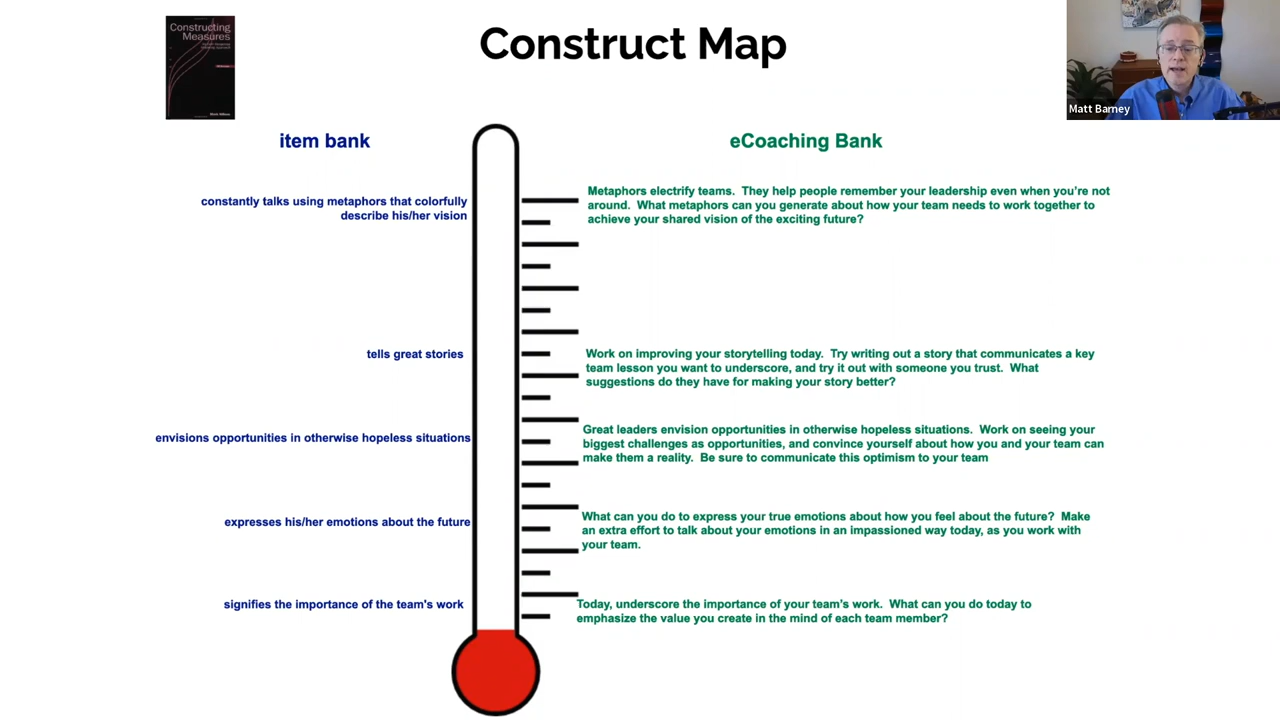 Constructing
Measures
Construct Map
Matt Barney
item bank
eCoaching Bank
constantly talks using metaphors that colorfully
describe his/her vision
Metaphors electrify teams. They help people remember your leadership even when you're not
around. What metaphors can you generate about how your team needs to work together to
achieve your shared vision of the exciting future?
tells great stories
Work on improving your storytelling today. Try writing out a story that communicates a key
team lesson you want to underscore, and try it out with someone you trust. What
suggestions do they have for making your story better?
envisions opportunities in otherwise hopeless situations
Great leaders envision opportunities in otherwise hopeless situations. Work on seeing your
biggest challenges as opportunities, and convince yourself about how you and your team can
make them a reality. Be sure to communicate this optimism to your team
expresses his/her emotions about the future
What can you do to express your true emotions about how you feel about the future? Make
an extra effort to talk about your emotions in an impassioned way today, as you work with
your team.
signifies the importance of the team's work
Today, underscore the importance of your team's work. What can you do today to
emphasize the value you create in the mind of each team member?